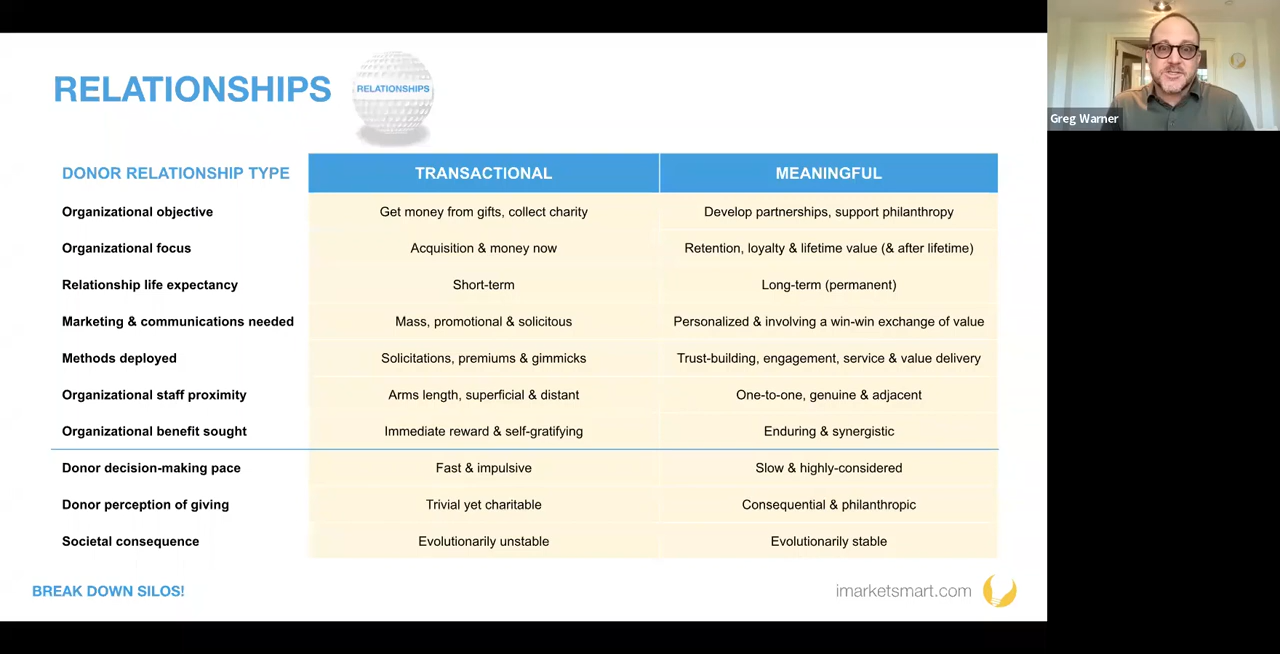 RELATIONSHIPS
RELATIONSHIPS
DONOR RELATIONSHIP TYPE TRANSACTIONAL MEANINGFUL
Organizational objective Get money from gifts, collect charity Develop partnerships, support philanthropy
Organizational focus Acquisition & money now Retention, loyalty & lifetime value (& after lifetime)
Relationship life expectancy Short-term Long-term (permanent)
Marketing & communications needed Mass, promotional & solicitous Personalized & involving a win-win exchange of value
Methods deployed Solicitations, premiums & gimmicks Trust-building, engagement, service & value delivery
Organizational staff proximity Arms length, superficial & distant One-to-one, genuine & adjacent
Organizational benefit sought Immediate reward & self-gratifying Enduring & synergistic
Donor decision-making pace Fast & impulsive Slow & highly-considered
Donor perception of giving Trivial yet charitable Consequential & philanthropic
Societal consequence Evolutionarily unstable Evolutionarily stable
BREAK DOWN SILOS! imarketsmart.com
Greg Warner